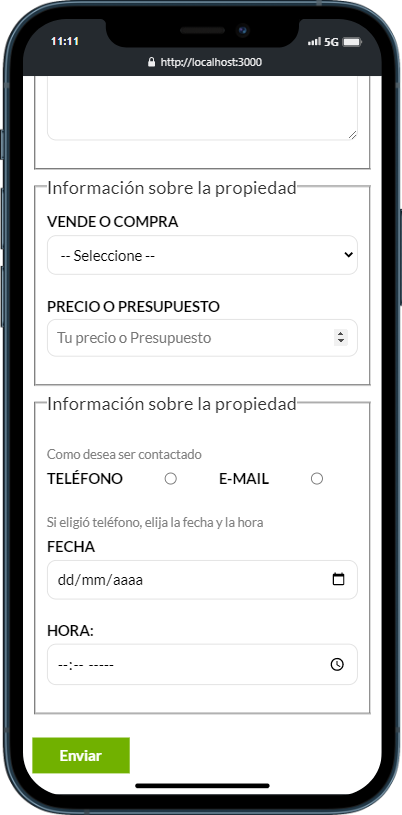 11:11
5G
http://localhost:3000
Información sobre la propiedad
VENDE O COMPRA
-- Seleccione --
PRECIO O PRESUPUESTO
Tu precio o Presupuesto
Información sobre la propiedad
Como desea ser contactado
TELÉFONO E-MAIL
Si eligió teléfono, elija la fecha y la hora
FECHA
dd/mm/aaaa
HORA:
--:-- -----
Enviar